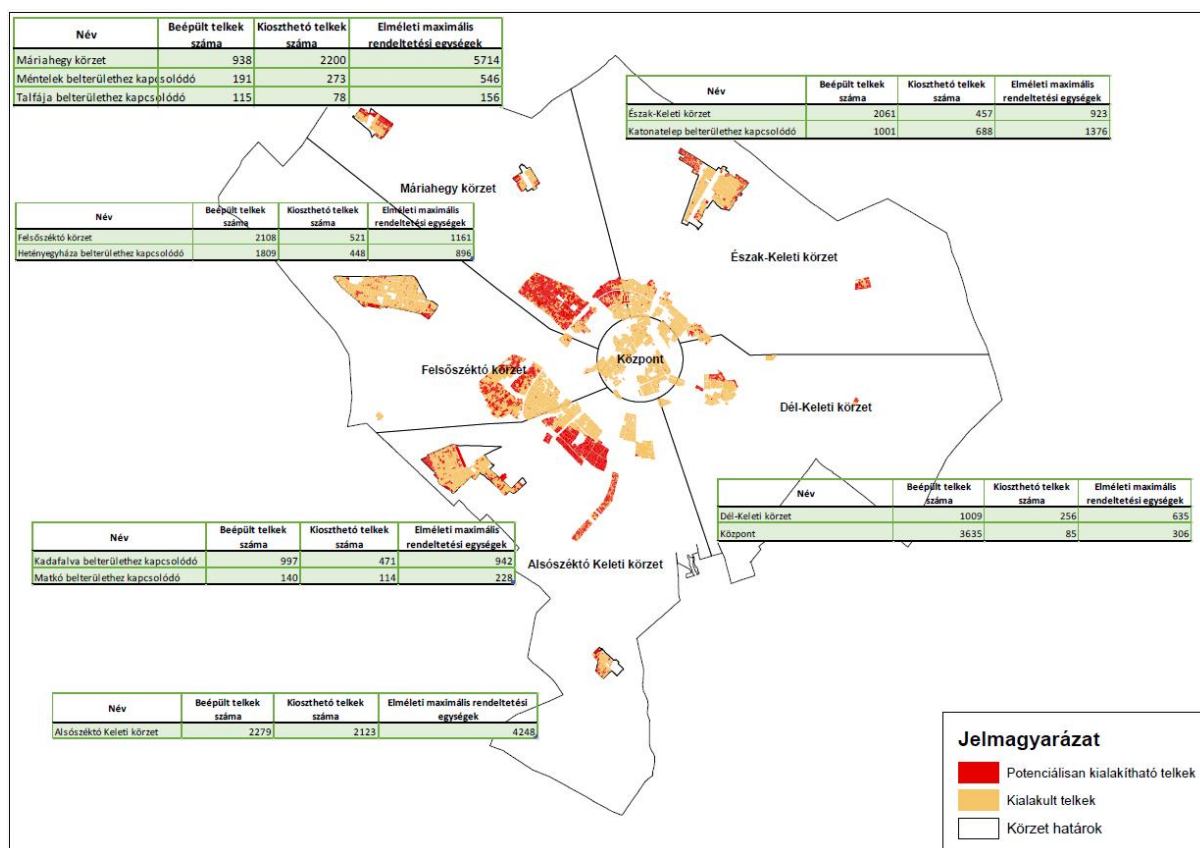 Név Beépült telkek száma Kiosztható telkek száma Elméleti maximális rendeltetési egységek
Máriahegy körzet 938 2200 5714
Méntelek belterülethez kapcsolódó 191 273 546
Talfája belterülethez kapcsolódó 115 78 156
Név Beépült telkek száma Kiosztható telkek száma Elméleti maximális rendeltetési egységek
Észak-Keleti körzet 2061 457 923
Katonatelep belterülethez kapcsolódó 1001 688 1376
Máriahegy körzet
Név Beépült telkek száma Kiosztható telkek száma Elméleti maximális rendeltetési egységek
Felsőszéktó körzet 2108 521 1161
Hetényegyháza belterülethez kapcsolódó 1809 448 896
Észak-Keleti körzet
Központ
Felsőszéktó körzet
Dél-Keleti körzet
Név Beépült telkek száma Kiosztható telkek száma Elméleti maximális rendeltetési egységek
Dél-Keleti körzet 1009 256 635
Központ 3635 85 306
Név Beépült telkek száma Kiosztható telkek száma Elméleti maximális rendeltetési egységek
Kadafalva belterülethez kapcsolódó 997 471 942
Matkó belterülethez kapcsolódó 140 114 228
Alsószéktó Keleti körzet
Név Beépült telkek száma Kiosztható telkek száma Elméleti maximális rendeltetési egységek
Alsószéktó Keleti körzet 2279 2123 4248
Jelmagyarázat
Potenciálisan kialakítható telkek
Kialakult telkek
Körzet határok